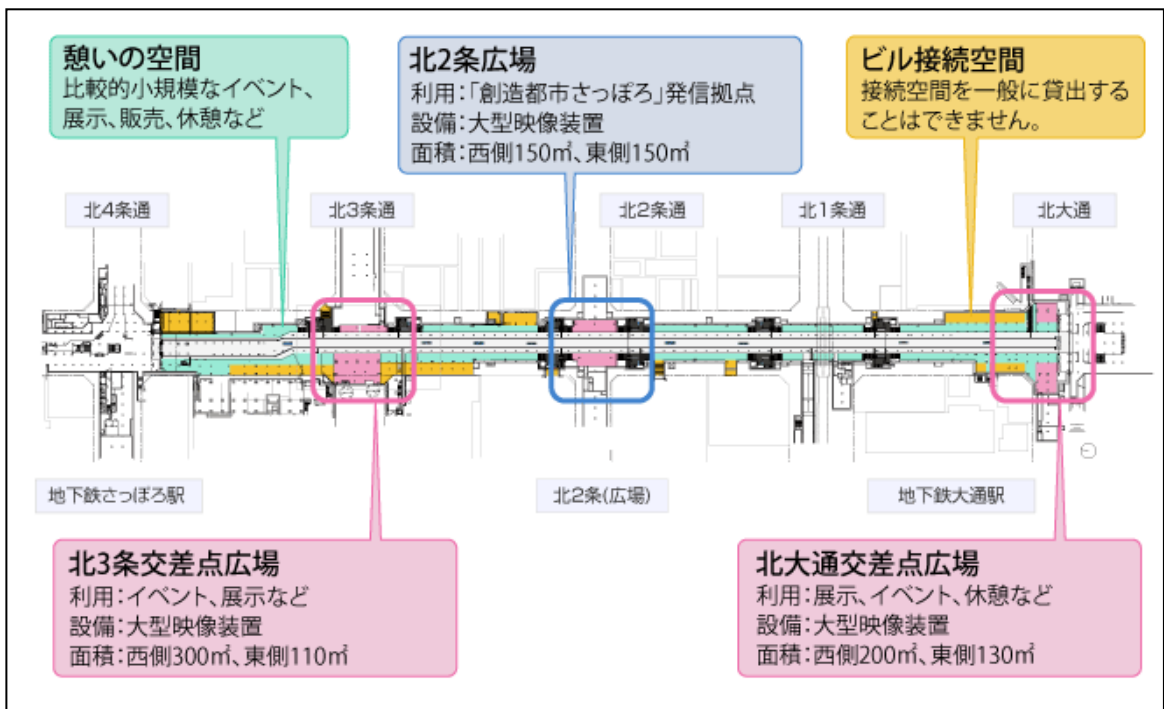 憩いの空間
比較的小規模なイベント、
展示、販売、休憩など
北2条広場
利用：「創造都市さっぽろ」発信拠点
設備：大型映像装置
面積：西側150㎡、東側150㎡
ビル接続空間
接続空間を一般に貸出する
ことはできません。
北4条通
北3条通
北2条通
北1条通
北大通
地下鉄さっぽろ駅
北2条(広場)
地下鉄大通駅
北3条交差点広場
利用：イベント、展示など
設備：大型映像装置
面積：西側300㎡、東側110㎡
北大通交差点広場
利用：展示、イベント、休憩など
設備：大型映像装置
面積：西側200㎡、東側130㎡